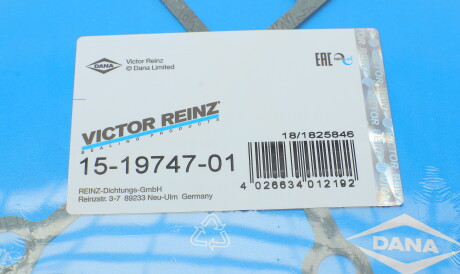 DANA
Victor Reinz
© Dana Limited
EAC
VICTOR REINZ®
SEALING PRODUCTS
18/1825846
15-19747-01
4 026634 012192
REINZ-Dichtungs-GmbH
Reinzstr. 3-7 89233 Neu-Ulm Germany
DANA
DANA